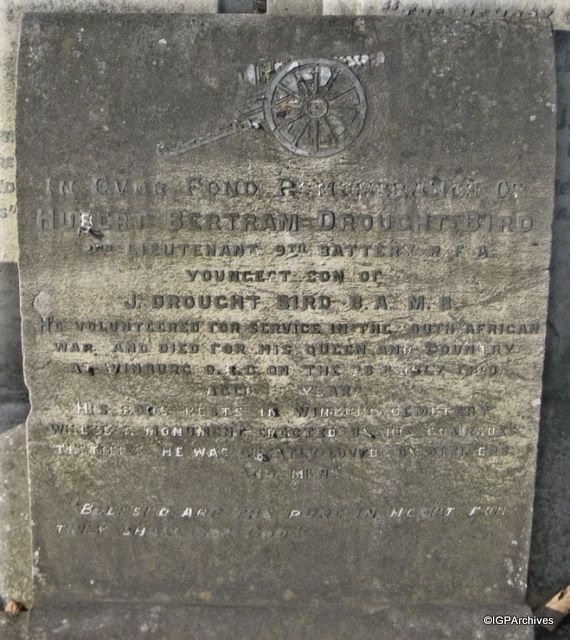 In Ever Fond Remembrance Of
Hubert Bertram Drought Bird
2nd Lieutenant 9th Battery R.F.A.
Youngest son of
J. Drought Bird B.A. M.B.
He volunteered for service in the South African
War and died for his Queen and Country
at Winburg O.R.C. on the July 1900
aged years
His body rests in Winburg Cemetery
where a monument erected by his comrades
testifies he was greatly loved by officers
and men
"Blessed are the pure in heart for
they shall see God"
©IGPArchives